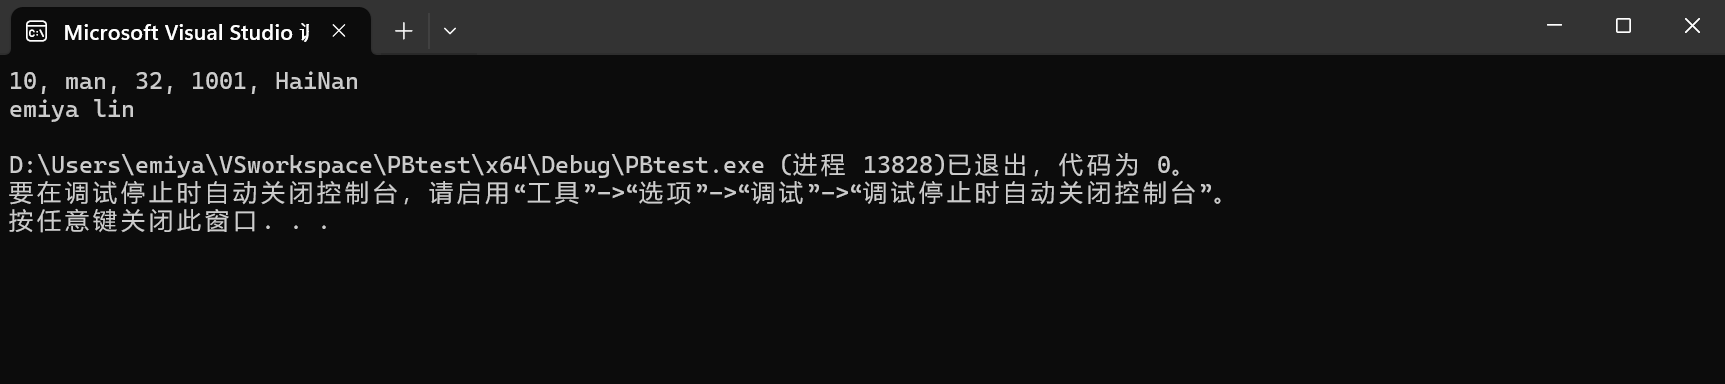 Microsoft Visual Studio
10, man, 32, 1001, HaiNan
emiya lin
D:\Users\emiya\VSworkspace\PBtest\x64\Debug\PBtest.exe (进程 13828)已退出，代码为 0。
要在调试停止时自动关闭控制台，请启用“工具”->“选项”->“调试”->“调试停止时自动关闭控制台”。
按任意键关闭此窗口. . .